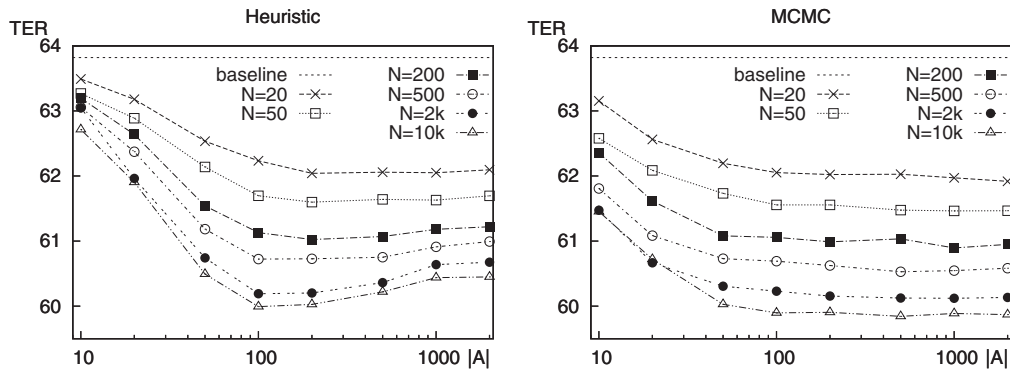 Heuristic
TER
64
63
62
61
60
baseline
N=20
N=50
N=200
N=500
N=2k
N=10k
10
100
1000
|A|
MCMC
TER
64
63
62
61
60
baseline
N=20
N=50
N=200
N=500
N=2k
N=10k
10
100
1000
|A|